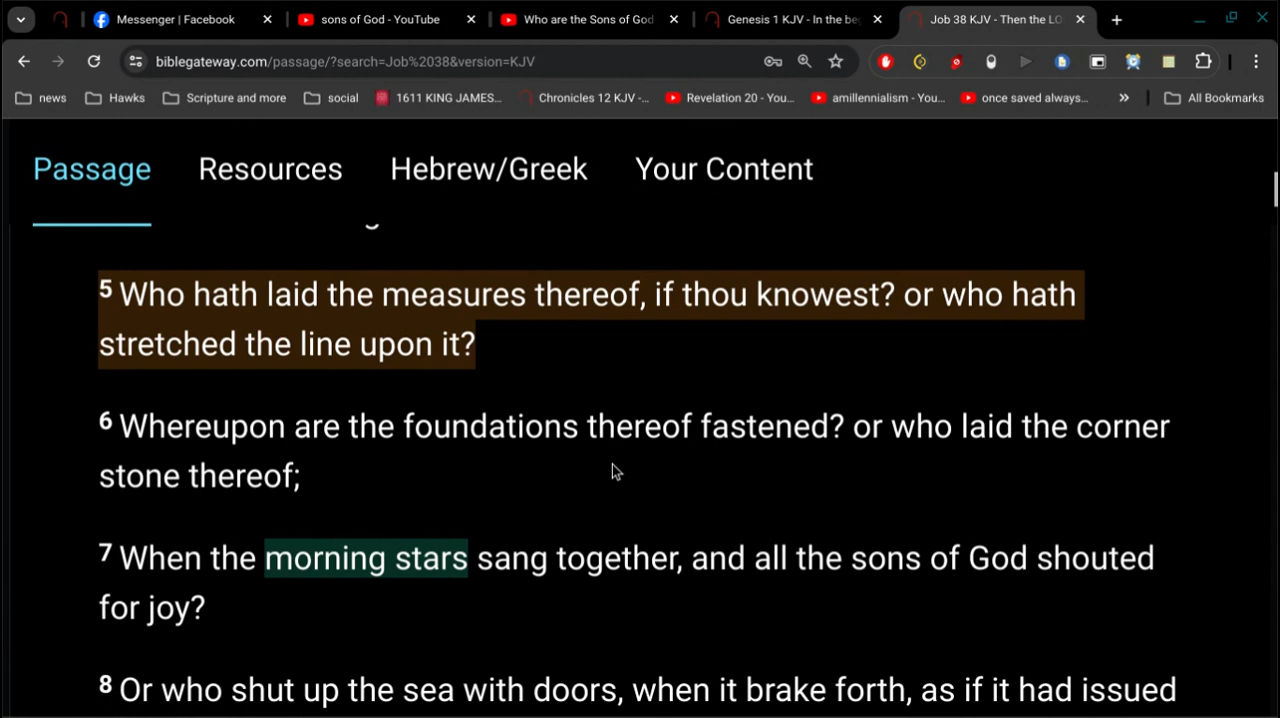 Messenger | Facebook
sons of God - YouTube
Who are the Sons of God
Genesis 1 KJV - In the be
Job 38 KJV - Then the LO
biblegateway.com/passage/?search=Job%2038&version=KJV
news
Hawks
Scripture and more
social
1611 KING JAMES...
Chronicles 12 KJV -...
Revelation 20 - You...
amillennialism - You...
once saved always...
All Bookmarks
Passage
Resources
Hebrew/Greek
Your Content
5 Who hath laid the measures thereof, if thou knowest? or who hath
stretched the line upon it?
6 Whereupon are the foundations thereof fastened? or who laid the corner
stone thereof;
7 When the morning stars sang together, and all the sons of God shouted
for joy?
8 Or who shut up the sea with doors, when it brake forth, as if it had issued